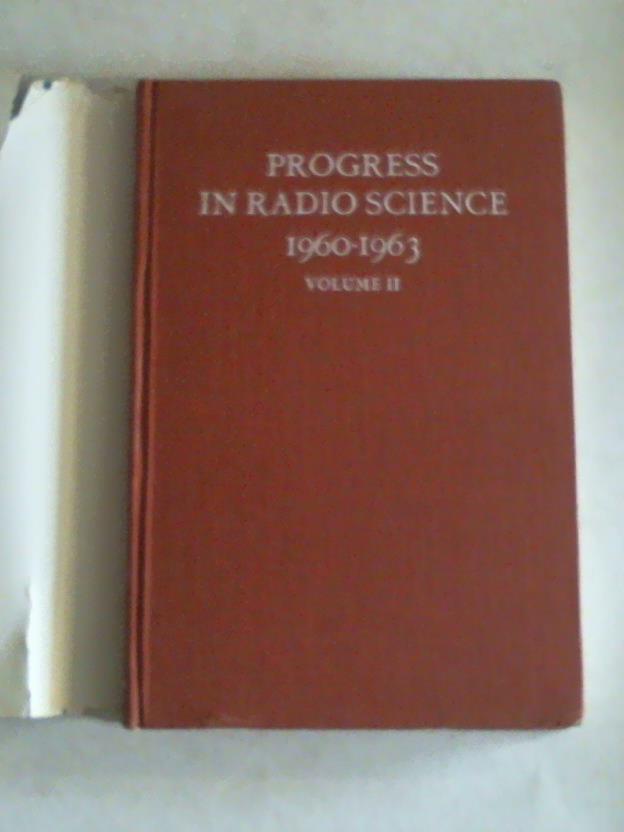 PROGRESS
IN RADIO SCIENCE
1960-1963
VOLUME II